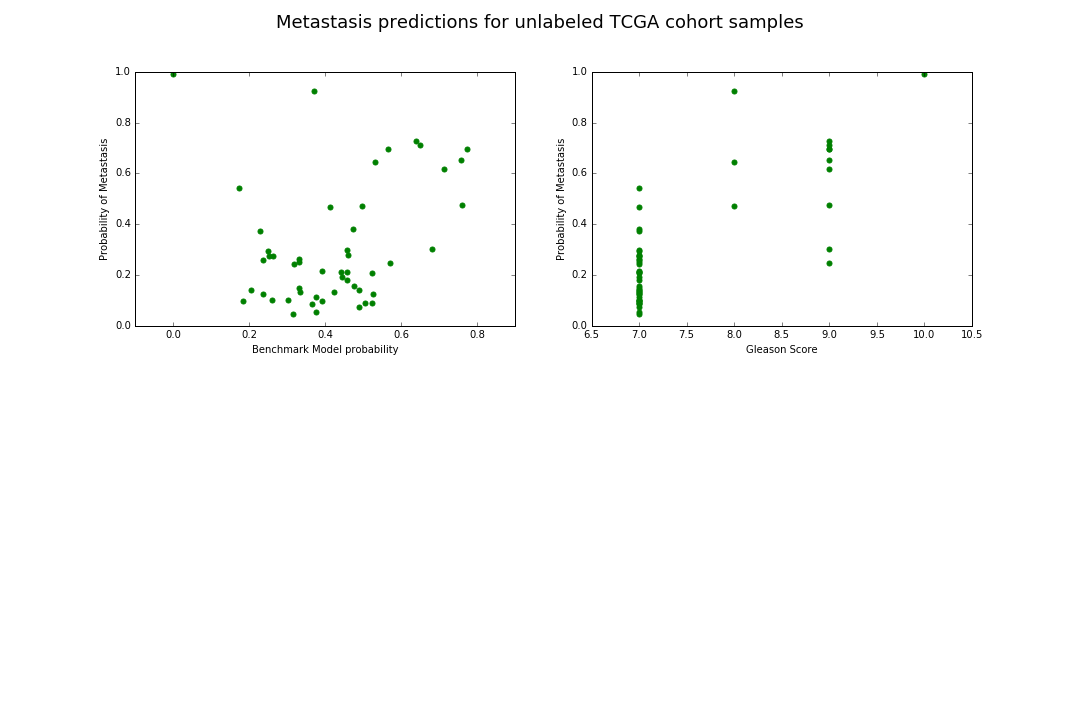 Metastasis predictions for unlabeled TCGA cohort samples
1.0
0.8
0.6
0.4
0.2
0.0
Probability of Metastasis
0.0 0.2 0.4 0.6 0.8
Benchmark Model probability
1.0
0.8
0.6
0.4
0.2
0.0
Probability of Metastasis
6.5 7.0 7.5 8.0 8.5 9.0 9.5 10.0 10.5
Gleason Score